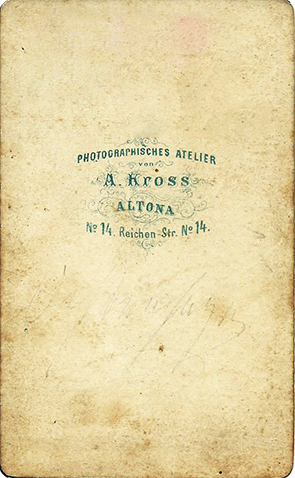 PHOTOGRAPHISCHES ATELIER
von
A. Kross
ALTONA
No 14. Reichen-Str. No 14.